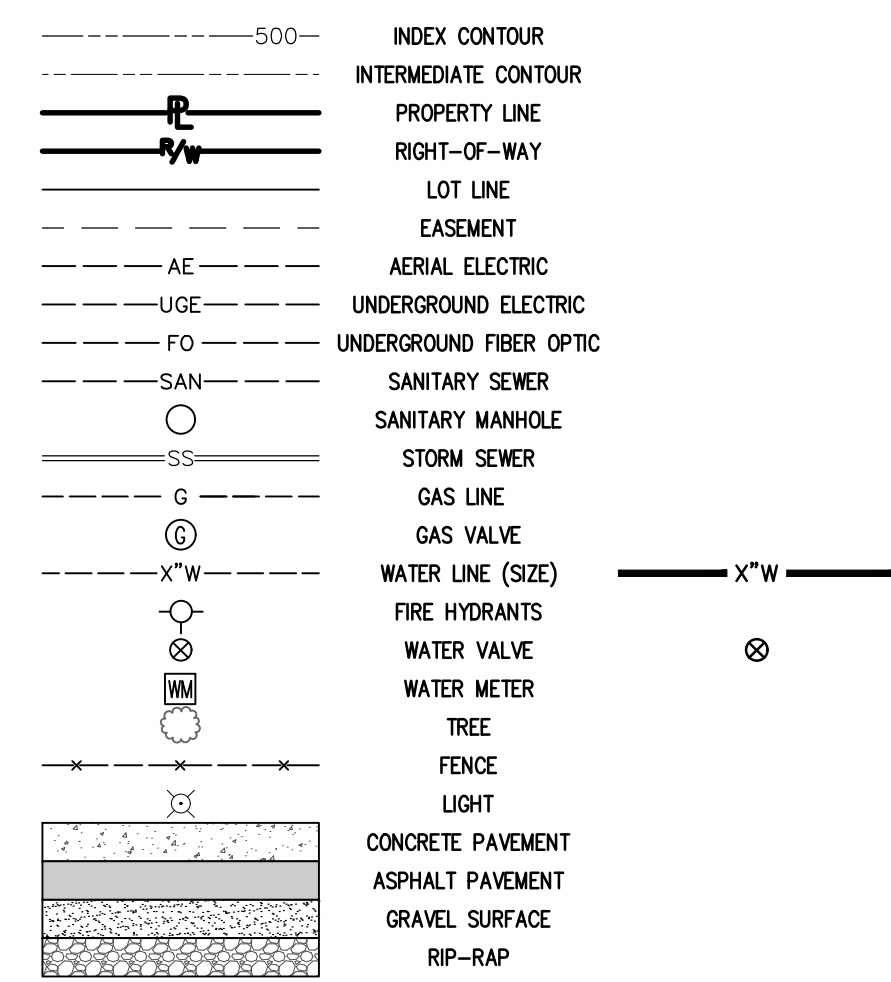 500 INDEX CONTOUR
INTERMEDIATE CONTOUR
PL PROPERTY LINE
R/W RIGHT-OF-WAY
LOT LINE
EASEMENT
AE AERIAL ELECTRIC
UGE UNDERGROUND ELECTRIC
FO UNDERGROUND FIBER OPTIC
SAN SANITARY SEWER
SANITARY MANHOLE
SS STORM SEWER
G GAS LINE
G GAS VALVE
X"W WATER LINE (SIZE) X"W
FIRE HYDRANTS
WATER VALVE
WM WATER METER
TREE
FENCE
LIGHT
CONCRETE PAVEMENT
ASPHALT PAVEMENT
GRAVEL SURFACE
RIP-RAP